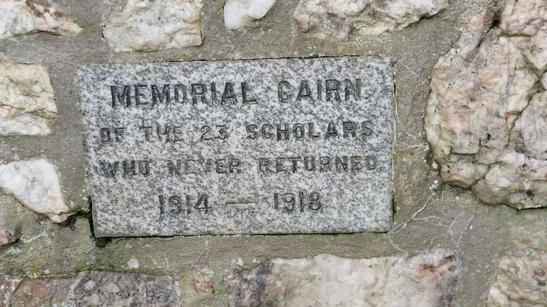 MEMORIAL CAIRN
OF THE 23 SCHOLARS
WHO NEVER RETURNED
1914 — 1918